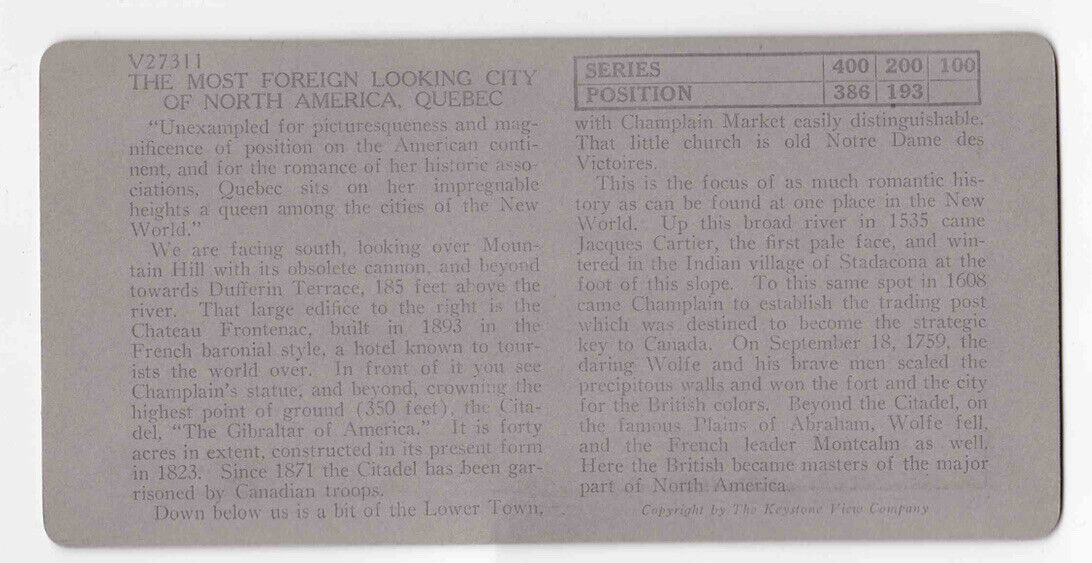 V27311
THE MOST FOREIGN LOOKING CITY
OF NORTH AMERICA, QUEBEC
"Unexampled for picturesqueness and mag-
nificence of position on the American conti-
nent, and for the romance of her historic asso-
ciations, Quebec sits on her impregnable
heights a queen among the cities of the New
World."
We are facing south, looking over Moun-
tain Hill with its obsolete cannon, and beyond
towards Dufferin Terrace, 185 feet above the
river. That large edifice to the right is the
Chateau Frontenac, built in 1893 in the
French baronial style, a hotel known to tour-
ists the world over. In front of it you see
Champlain's statue, and beyond, crowning the
highest point of ground (350 feet), the Cita-
del, "The Gibraltar of America." It is forty
acres in extent, constructed in its present form
in 1823. Since 1871 the Citadel has been gar-
risoned by Canadian troops.
Down below us is a bit of the Lower Town,
SERIES 400 200 100
POSITION 386 193
with Champlain Market easily distinguishable.
That little church is old Notre Dame des
Victoires.
This is the focus of as much romantic his-
tory as can be found at one place in the New
World. Up this broad river in 1535 came
Jacques Cartier, the first pale face, and win-
tered in the Indian village of Stadacona at the
foot of this slope. To this same spot in 1608
came Champlain to establish the trading post
which was destined to become the strategic
key to Canada. On September 18, 1759, the
daring Wolfe and his brave men scaled the
precipitous walls and won the fort and the city
for the British colors. Beyond the Citadel, on
the famous Plains of Abraham, Wolfe fell,
and the French leader Montcalm as well.
Here the British became masters of the major
part of North America.
Copyright by The Keystone View Company